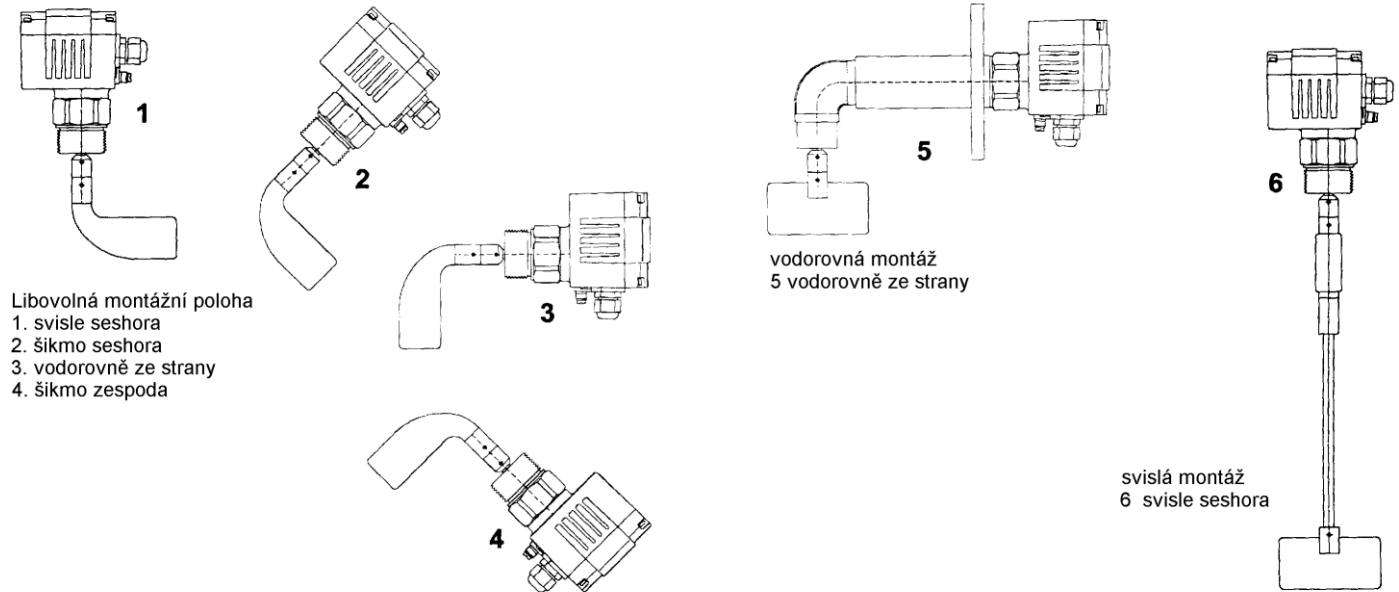 1
2
3
4
5
6
Libovolná montážní poloha
1. svisle seshora
2. šikmo seshora
3. vodorovně ze strany
4. šikmo zespoda
vodorovná montáž
5 vodorovně ze strany
svislá montáž
6 svisle seshora